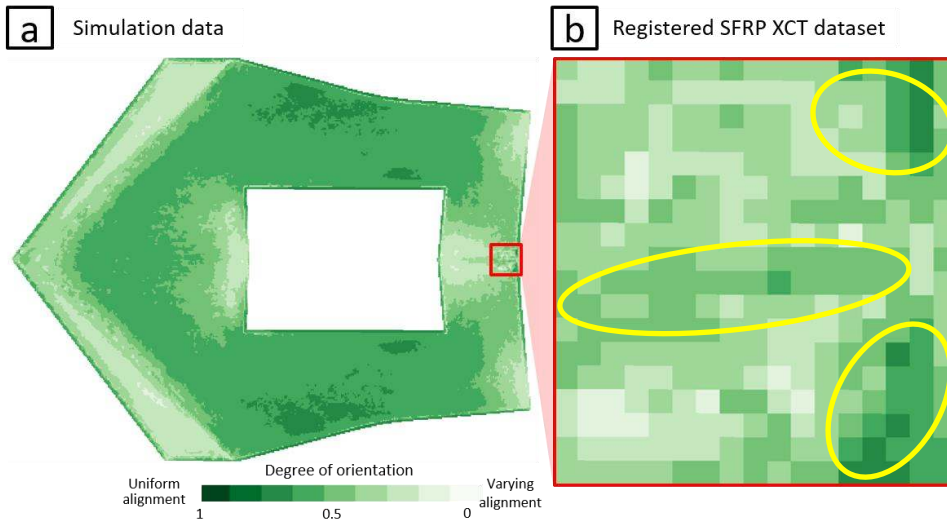 a Simulation data
b Registered SFRP XCT dataset
Degree of orientation
Uniform
alignment
Varying
alignment
1 0.5 0